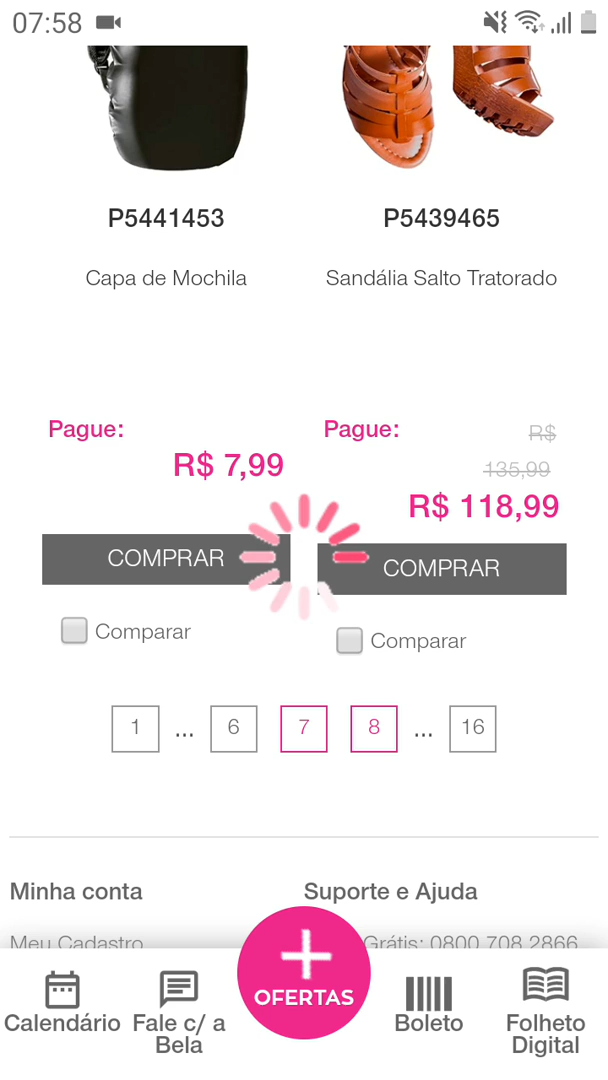 07:58
P5441453
P5439465
Capa de Mochila
Sandália Salto Tratorado
Pague:
R$ 7,99
Pague:
R$
135,99
R$ 118,99
COMPRAR
COMPRAR
Comparar
Comparar
1 ... 6 7 8 ... 16
Minha conta
Suporte e Ajuda
Meu Cadastro
Grátis: 0800 708 2866
OFERTAS
Calendário
Fale c/ a
Bela
Boleto
Folheto
Digital